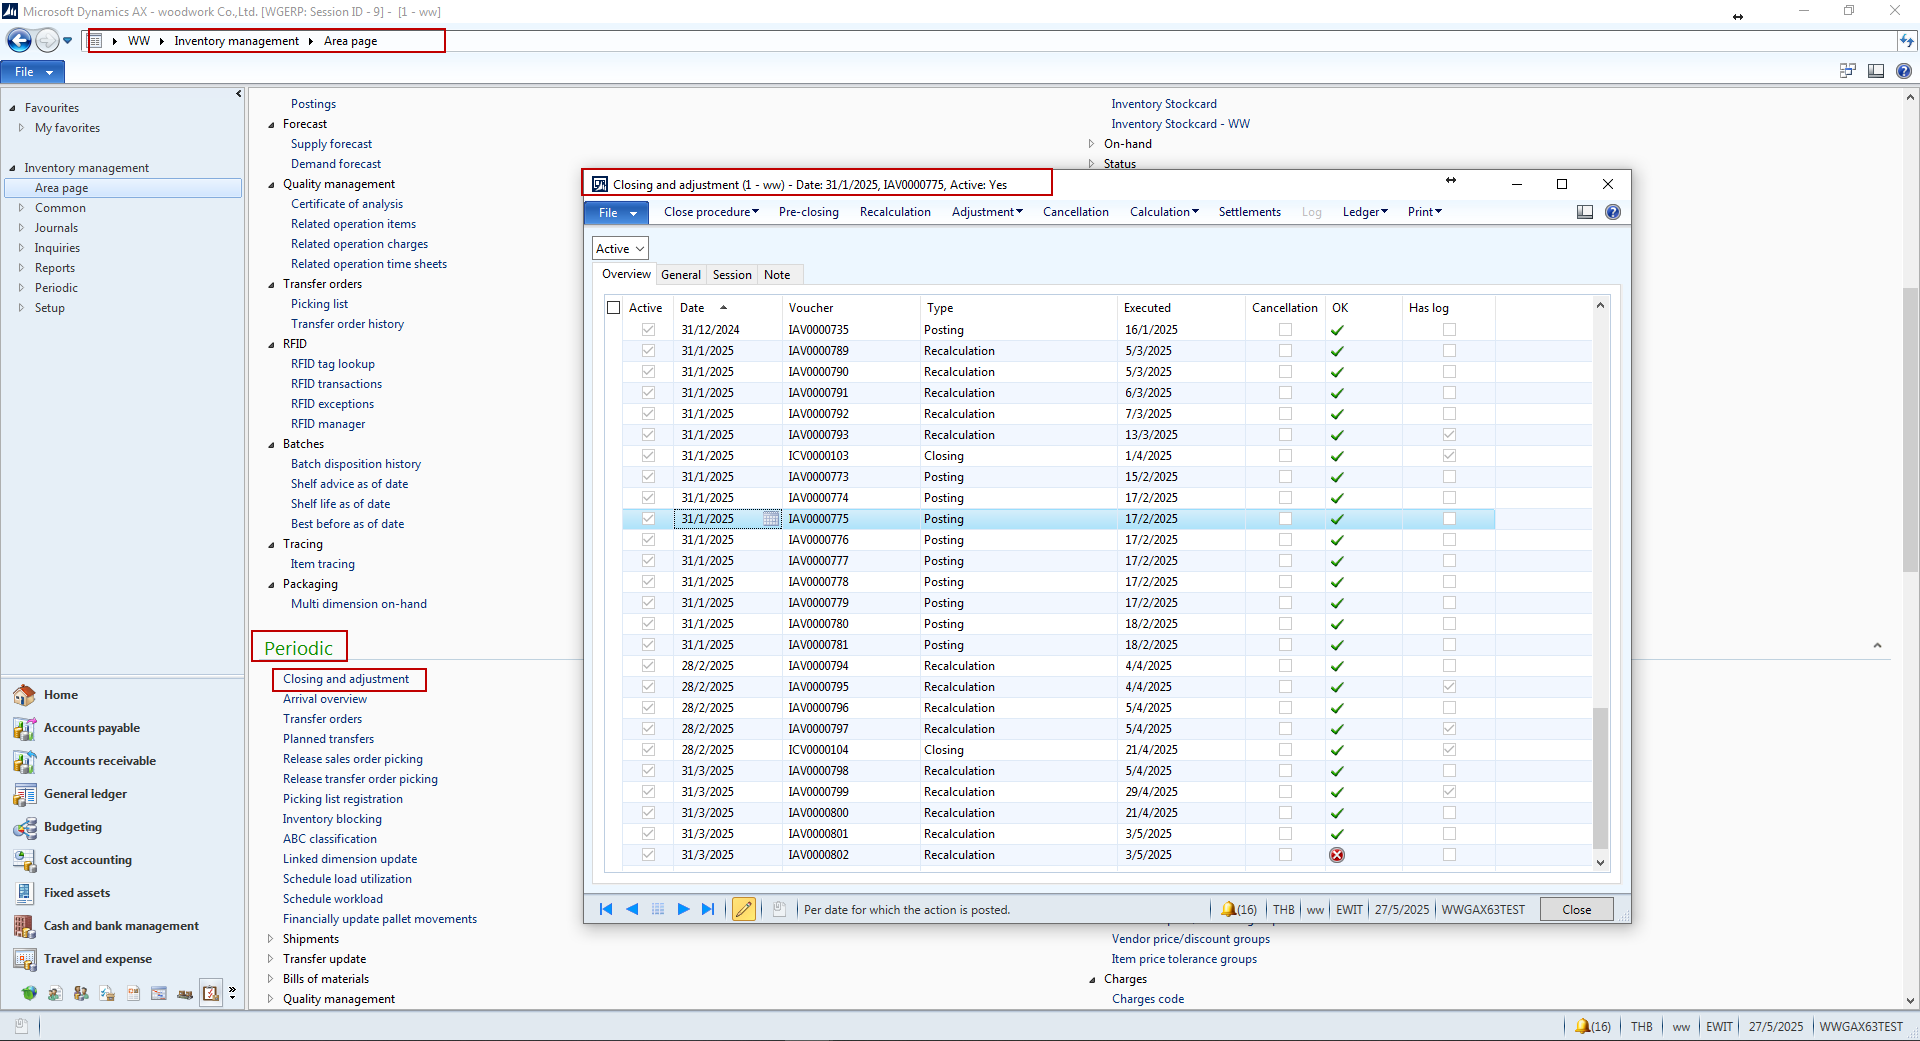 Microsoft Dynamics AX - woodwork Co.,Ltd. [WGERP: Session ID - 9] - [1 - ww]
WW Inventory management Area page
File
Favourites
My favorites
Inventory management
Area page
Common
Journals
Inquiries
Reports
Periodic
Setup
Home
Accounts payable
Accounts receivable
General ledger
Budgeting
Cost accounting
Fixed assets
Cash and bank management
Travel and expense
Postings
Forecast
Supply forecast
Demand forecast
Quality management
Certificate of analysis
Related operation items
Related operation charges
Related operation time sheets
Transfer orders
Picking list
Transfer order history
RFID
RFID tag lookup
RFID transactions
RFID exceptions
RFID manager
Batches
Batch disposition history
Shelf advice as of date
Shelf life as of date
Best before as of date
Tracing
Item tracing
Packaging
Multi dimension on-hand
Periodic
Closing and adjustment
Arrival overview
Transfer orders
Planned transfers
Release sales order picking
Release transfer order picking
Picking list registration
Inventory blocking
ABC classification
Linked dimension update
Schedule load utilization
Schedule workload
Financially update pallet movements
Shipments
Transfer update
Bills of materials
Quality management
Inventory Stockcard
Inventory Stockcard - WW
On-hand
Status
Closing and adjustment (1 - ww) - Date: 31/1/2025, IAV0000775, Active: Yes
File Close procedure Pre-closing Recalculation Adjustment Cancellation Calculation Settlements Log Ledger Print
Active
Overview General Session Note
Active Date Voucher Type Executed Cancellation OK Has log
31/12/2024 IAV0000735 Posting 16/1/2025
31/1/2025 IAV0000789 Recalculation 5/3/2025
31/1/2025 IAV0000790 Recalculation 5/3/2025
31/1/2025 IAV0000791 Recalculation 6/3/2025
31/1/2025 IAV0000792 Recalculation 7/3/2025
31/1/2025 IAV0000793 Recalculation 13/3/2025
31/1/2025 ICV0000103 Closing 1/4/2025
31/1/2025 IAV0000773 Posting 15/2/2025
31/1/2025 IAV0000774 Posting 17/2/2025
31/1/2025 IAV0000775 Posting 17/2/2025
31/1/2025 IAV0000776 Posting 17/2/2025
31/1/2025 IAV0000777 Posting 17/2/2025
31/1/2025 IAV0000778 Posting 17/2/2025
31/1/2025 IAV0000779 Posting 17/2/2025
31/1/2025 IAV0000780 Posting 18/2/2025
31/1/2025 IAV0000781 Posting 18/2/2025
28/2/2025 IAV0000794 Recalculation 4/4/2025
28/2/2025 IAV0000795 Recalculation 4/4/2025
28/2/2025 IAV0000796 Recalculation 5/4/2025
28/2/2025 IAV0000797 Recalculation 5/4/2025
28/2/2025 ICV0000104 Closing 21/4/2025
31/3/2025 IAV0000798 Recalculation 5/4/2025
31/3/2025 IAV0000799 Recalculation 29/4/2025
31/3/2025 IAV0000800 Recalculation 21/4/2025
31/3/2025 IAV0000801 Recalculation 3/5/2025
31/3/2025 IAV0000802 Recalculation 3/5/2025
Per date for which the action is posted. (16) THB ww EWIT 27/5/2025 WWGAX63TEST Close
Vendor price/discount groups
Item price tolerance groups
Charges
Charges code
(16) THB ww EWIT 27/5/2025 WWGAX63TEST